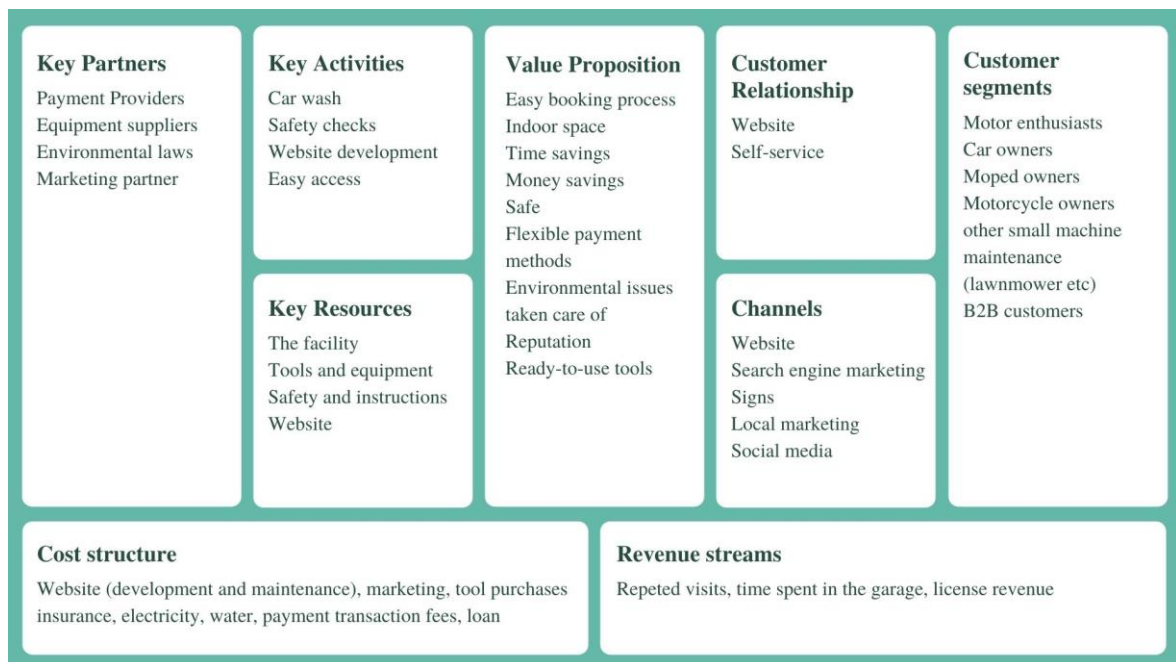 Key Partners
Payment Providers
Equipment suppliers
Environmental laws
Marketing partner
Key Activities
Car wash
Safety checks
Website development
Easy access
Key Resources
The facility
Tools and equipment
Safety and instructions
Website
Value Proposition
Easy booking process
Indoor space
Time savings
Money savings
Safe
Flexible payment
methods
Environmental issues
taken care of
Reputation
Ready-to-use tools
Customer
Relationship
Website
Self-service
Channels
Website
Search engine marketing
Signs
Local marketing
Social media
Customer
segments
Motor enthusiasts
Car owners
Moped owners
Motorcycle owners
other small machine
maintenance
(lawnmower etc)
B2B customers
Cost structure
Website (development and maintenance), marketing, tool purchases
insurance, electricity, water, payment transaction fees, loan
Revenue streams
Repeted visits, time spent in the garage, license revenue